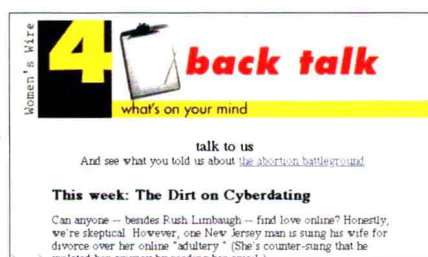 Women's Wire
4
back talk
what's on your mind
talk to us
And see what you told us about the abortion battleground
This week: The Dirt on Cyberdating
Can anyone -- besides Rush Limbaugh -- find love online? Honestly,
we're skeptical. However, one New Jersey man is suing his wife for
divorce over her online "adultery." (She's counter-suing that he